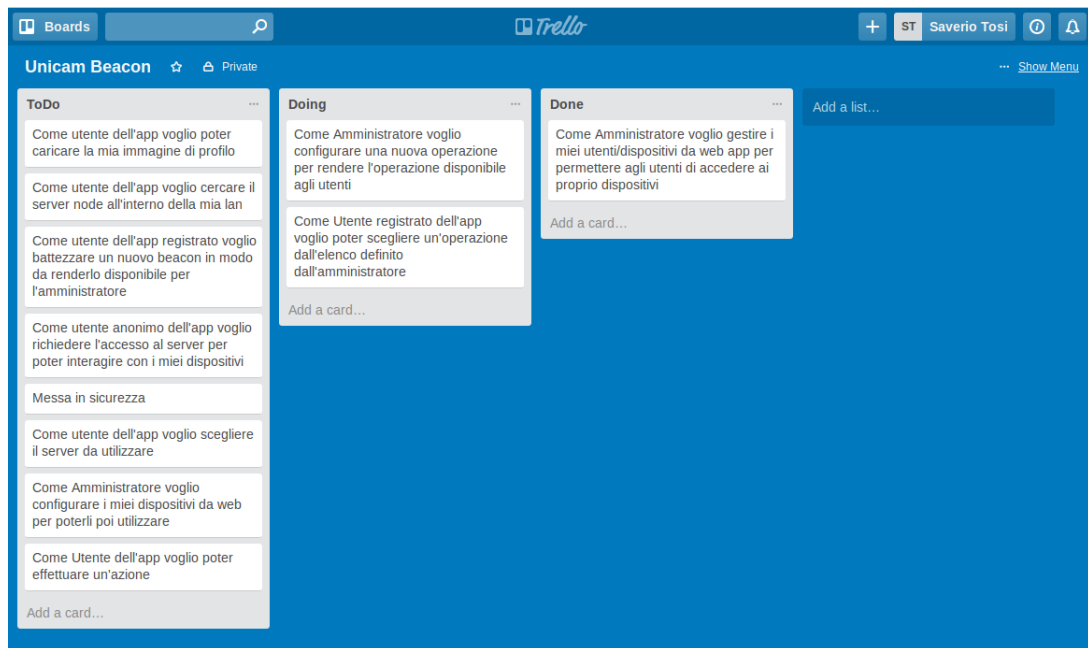 Boards
Trello
ST Saverio Tosi
Unicam Beacon
Private
... Show Menu
ToDo ...
Come utente dell'app voglio poter
caricare la mia immagine di profilo
Come utente dell'app voglio cercare il
server node all'interno della mia lan
Come utente dell'app registrato voglio
battezzare un nuovo beacon in modo
da renderlo disponibile per
l'amministratore
Come utente anonimo dell'app voglio
richiedere l'accesso al server per
poter interagire con i miei dispositivi
Messa in sicurezza
Come utente dell'app voglio scegliere
il server da utilizzare
Come Amministratore voglio
configurare i miei dispositivi da web
per poterli poi utilizzare
Come Utente dell'app voglio poter
effettuare un'azione
Add a card…
Doing ...
Come Amministratore voglio
configurare una nuova operazione
per rendere l'operazione disponibile
agli utenti
Come Utente registrato dell'app
voglio poter scegliere un'operazione
dall'elenco definito
dall'amministratore
Add a card…
Done ...
Come Amministratore voglio gestire i
miei utenti/dispositivi da web app per
permettere agli utenti di accedere ai
proprio dispositivi
Add a card…
Add a list…